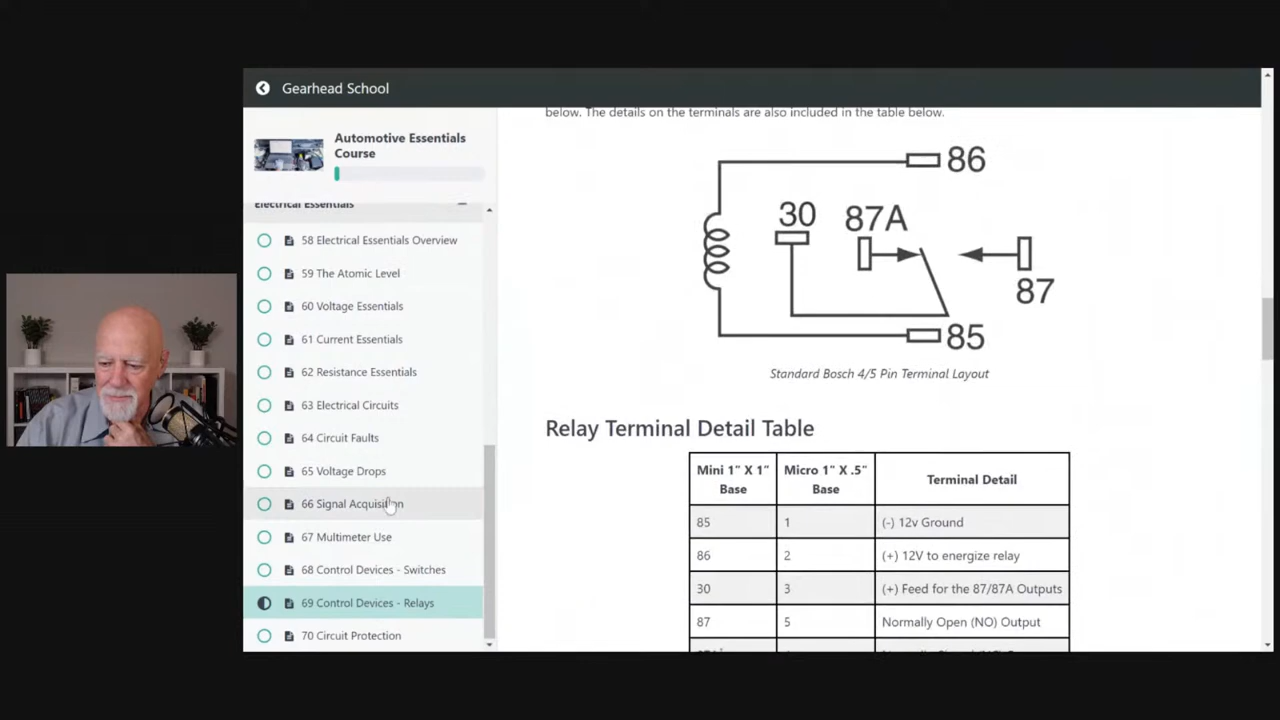 Gearhead School
Automotive Essentials
Course
Electrical Essentials
58 Electrical Essentials Overview
59 The Atomic Level
60 Voltage Essentials
61 Current Essentials
62 Resistance Essentials
63 Electrical Circuits
64 Circuit Faults
65 Voltage Drops
66 Signal Acquisition
67 Multimeter Use
68 Control Devices - Switches
69 Control Devices - Relays
70 Circuit Protection
below. The details on the terminals are also included in the table below.
86
30
87A
87
85
Standard Bosch 4/5 Pin Terminal Layout
Relay Terminal Detail Table
Mini 1" X 1" Base Micro 1" X .5" Base Terminal Detail
85 1 (-) 12v Ground
86 2 (+) 12V to energize relay
30 3 (+) Feed for the 87/87A Outputs
87 5 Normally Open (NO) Output